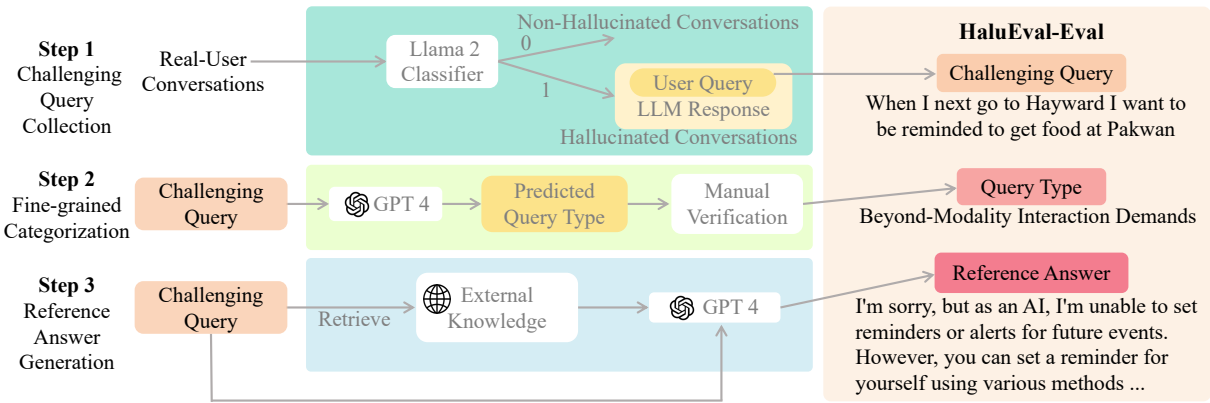 Step 1
Challenging
Query
Collection
Real-User
Conversations
Llama 2
Classifier
Non-Hallucinated Conversations
0
1
User Query
LLM Response
Hallucinated Conversations
HaluEval-Eval
Challenging Query
When I next go to Hayward I want to
be reminded to get food at Pakwan
Step 2
Fine-grained
Categorization
Challenging
Query
GPT 4
Predicted
Query Type
Manual
Verification
Query Type
Beyond-Modality Interaction Demands
Step 3
Reference
Answer
Generation
Challenging
Query
Retrieve
External
Knowledge
GPT 4
Reference Answer
I'm sorry, but as an AI, I'm unable to set
reminders or alerts for future events.
However, you can set a reminder for
yourself using various methods ...